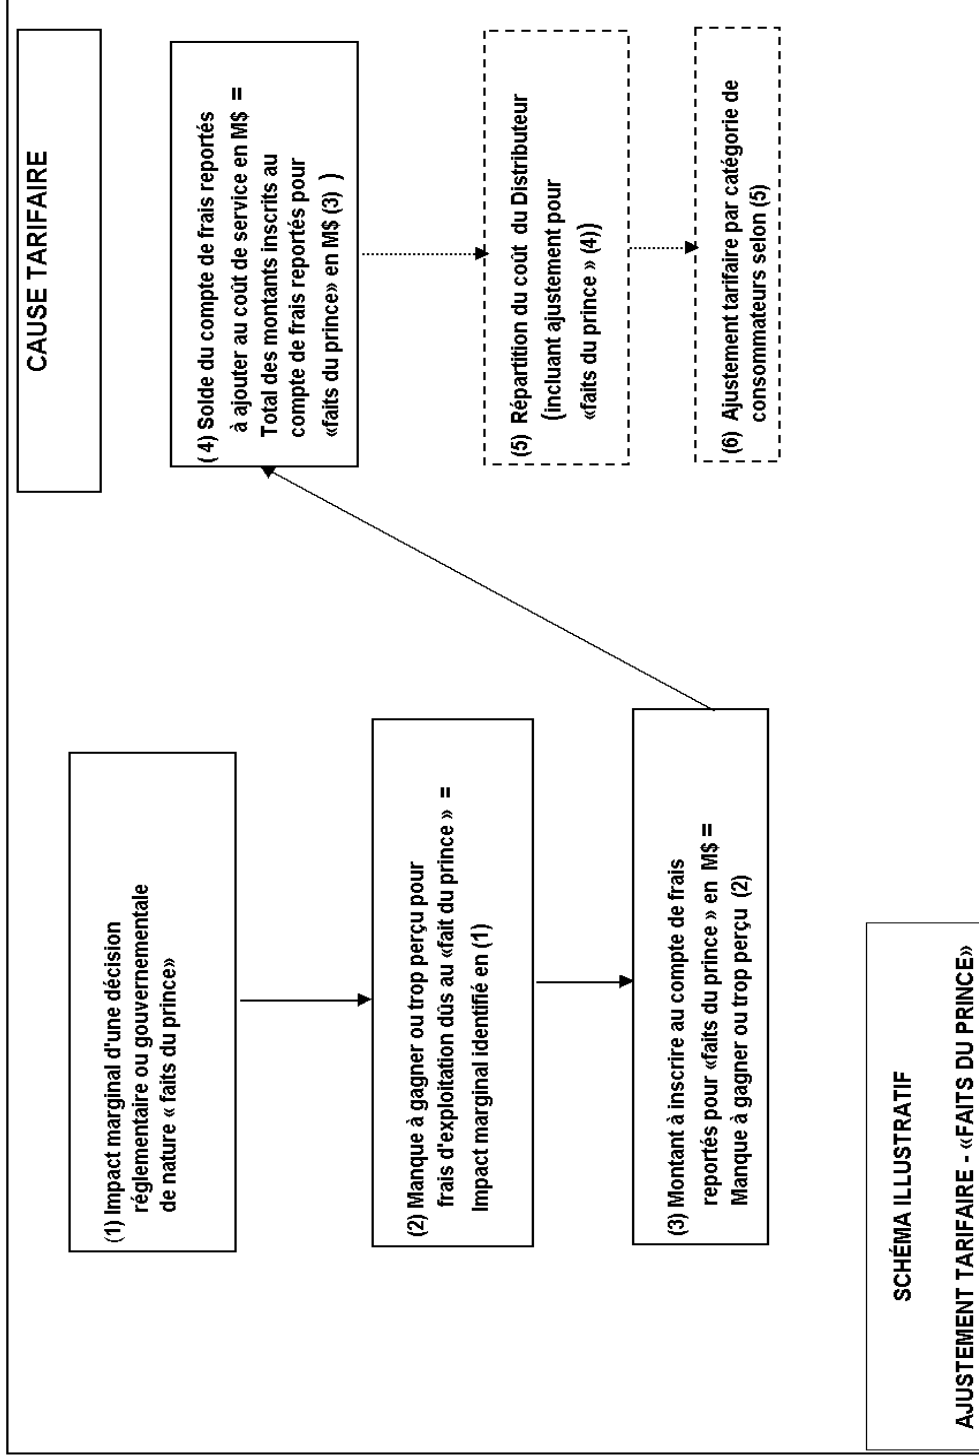 CAUSE TARIFAIRE
(1) Impact marginal d'une décision
réglementaire ou gouvernementale
de nature « faits du prince»
(2) Manque à gagner ou trop perçu pour
frais d'exploitation dûs au «fait du prince » =
Impact marginal identifié en (1)
(3) Montant à inscrire au compte de frais
reportés pour «faits du prince » en M$ =
Manque à gagner ou trop perçu (2)
( 4) Solde du compte de frais reportés
à ajouter au coût de service en M$ =
Total des montants inscrits au
compte de frais reportés pour
«faits du prince» en M$ (3) )
(5) Répartition du coût du Distributeur
(incluant ajustement pour
«faits du prince » (4))
(6) Ajustement tarifaire par catégorie de
consommateurs selon (5)
SCHÉMA ILLUSTRATIF
AJUSTEMENT TARIFAIRE - «FAITS DU PRINCE»